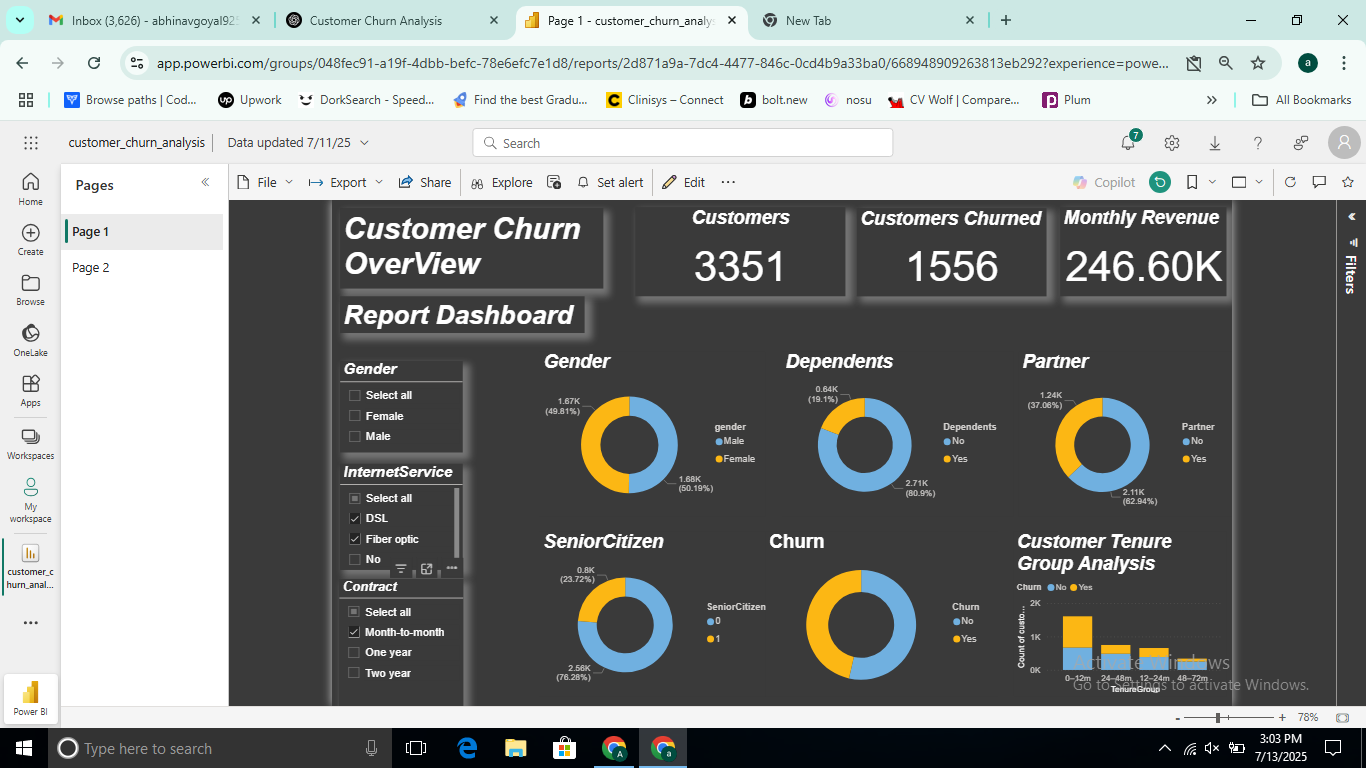 Inbox (3,626) - abhinavgoyal925
Customer Churn Analysis
Page 1 - customer_churn_analys
New Tab
app.powerbi.com/groups/048fec91-a19f-4dbb-befc-78e6efc7e1d8/reports/2d871a9a-7dc4-4477-846c-0cd4b9a33ba0/668948909263813eb292?experience=powe...
a
Browse paths | Cod...
Upwork
DorkSearch - Speed...
Find the best Gradu...
Clinisys – Connect
bolt.new
nosu
CV Wolf | Compare...
Plum
All Bookmarks
customer_churn_analysis
Data updated 7/11/25
Search
7
Home
Create
Browse
OneLake
Apps
Workspaces
My
workspace
customer_c
hurn_anal...
Power BI
Pages
Page 1
Page 2
File
Export
Share
Explore
Set alert
Edit
Copilot
Filters
Customer Churn
OverView
Report Dashboard
Customers
3351
Customers Churned
1556
Monthly Revenue
246.60K
Gender
Select all
Female
Male
InternetService
Select all
DSL
Fiber optic
No
Contract
Select all
Month-to-month
One year
Two year
Gender
1.67K
(49.81%)
1.68K
(50.19%)
gender
Male
Female
Dependents
0.64K
(19.1%)
2.71K
(80.9%)
Dependents
No
Yes
Partner
1.24K
(37.06%)
2.11K
(62.94%)
Partner
No
Yes
SeniorCitizen
0.8K
(23.72%)
2.56K
(76.28%)
SeniorCitizen
0
1
Churn
Churn
No
Yes
Customer Tenure
Group Analysis
Churn No Yes
Count of custo...
2K
1K
0K
0–12m 24–48m 12–24m 48–72m
TenureGroup
Activate Windows
Go to Settings to activate Windows.
78%
Type here to search
3:03 PM
7/13/2025